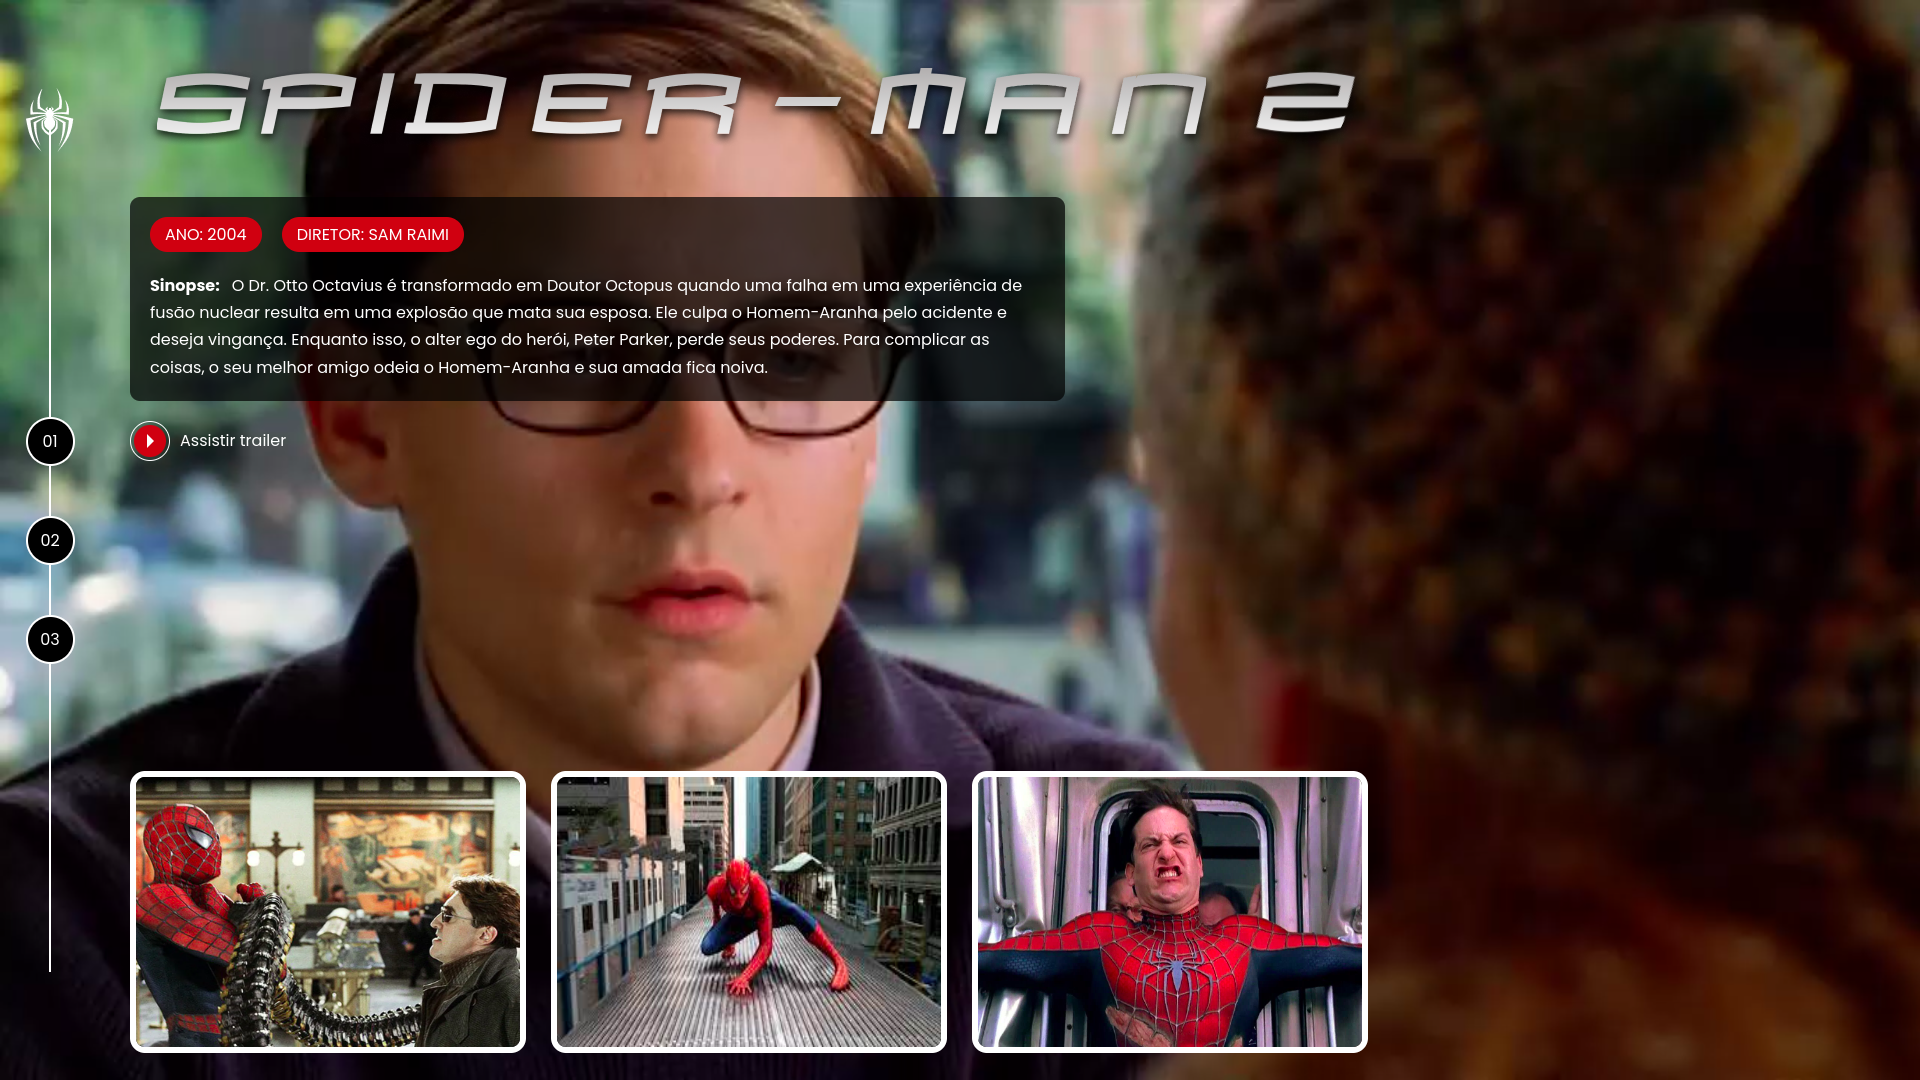 SPIDER-MAN 2
ANO: 2004
DIRETOR: SAM RAIMI
Sinopse: O Dr. Otto Octavius é transformado em Doutor Octopus quando uma falha em uma experiência de
fusão nuclear resulta em uma explosão que mata sua esposa. Ele culpa o Homem-Aranha pelo acidente e
deseja vingança. Enquanto isso, o alter ego do herói, Peter Parker, perde seus poderes. Para complicar as
coisas, o seu melhor amigo odeia o Homem-Aranha e sua amada fica noiva.
01
Assistir trailer
02
03